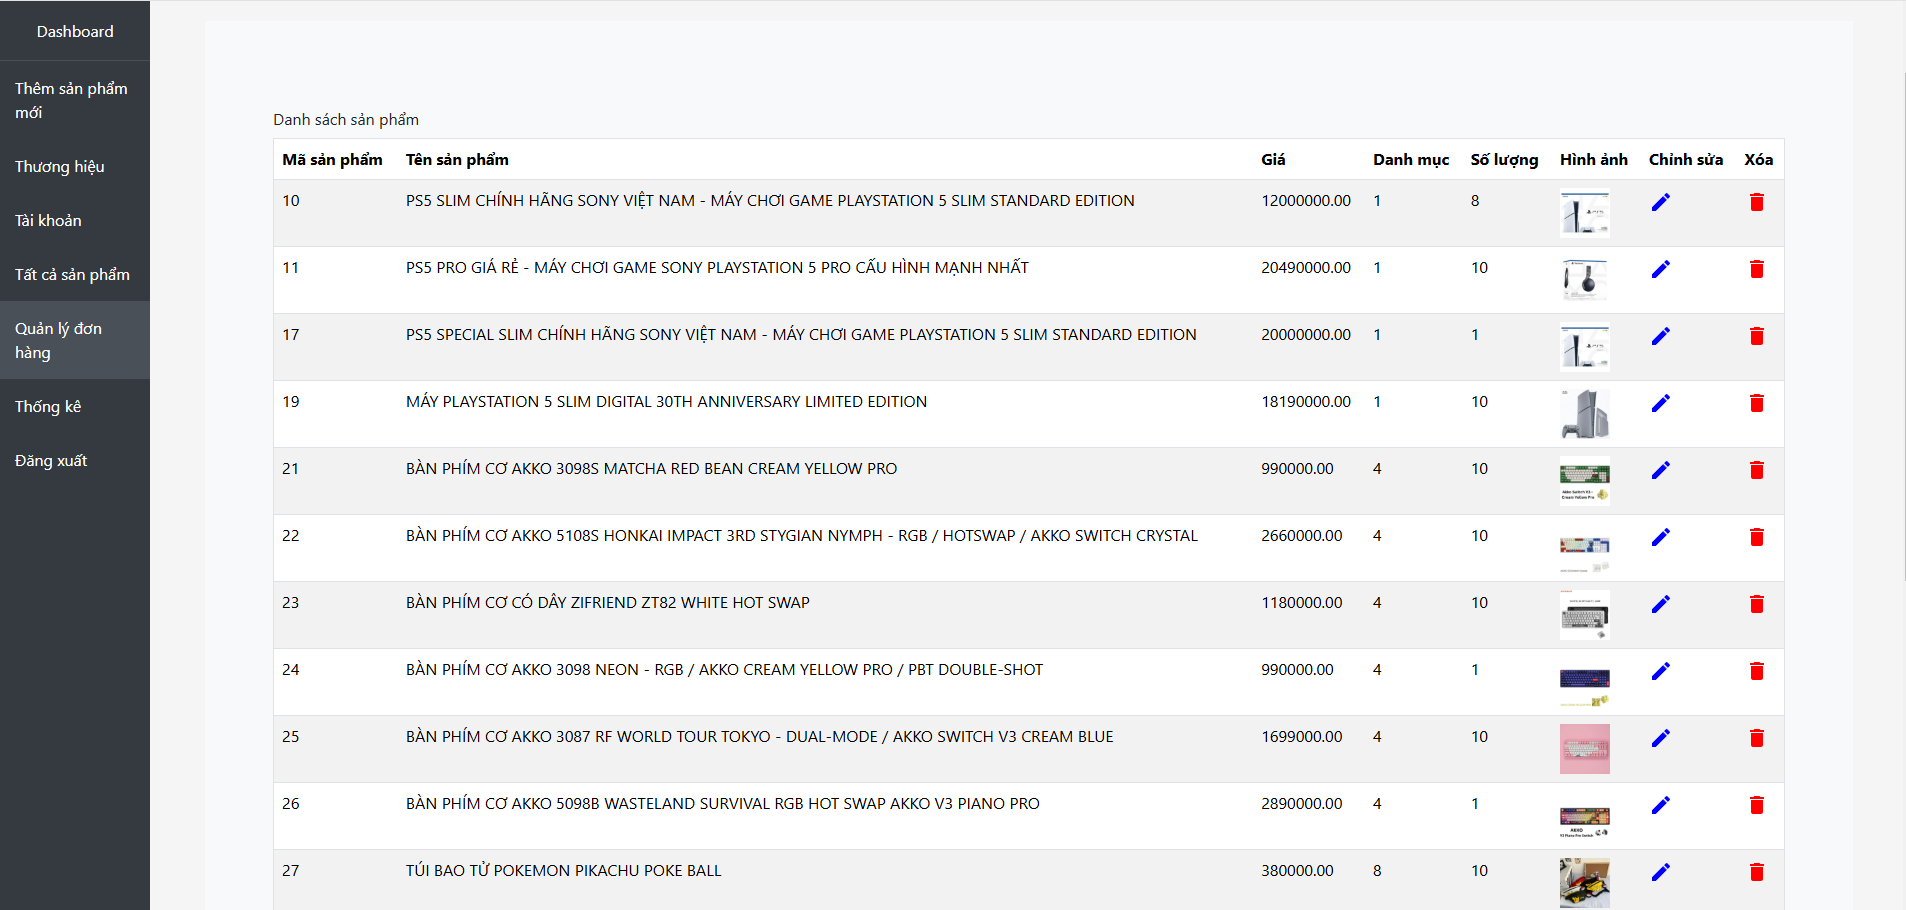 Dashboard
Thêm sản phẩm
mới
Thương hiệu
Tài khoản
Tất cả sản phẩm
Quản lý đơn
hàng
Thống kê
Đăng xuất
Danh sách sản phẩm
Mã sản phẩm Tên sản phẩm Giá Danh mục Số lượng Hình ảnh Chỉnh sửa Xóa
10 PS5 SLIM CHÍNH HÃNG SONY VIỆT NAM - MÁY CHƠI GAME PLAYSTATION 5 SLIM STANDARD EDITION 12000000.00 1 8
11 PS5 PRO GIÁ RẺ - MÁY CHƠI GAME SONY PLAYSTATION 5 PRO CẤU HÌNH MẠNH NHẤT 20490000.00 1 10
17 PS5 SPECIAL SLIM CHÍNH HÃNG SONY VIỆT NAM - MÁY CHƠI GAME PLAYSTATION 5 SLIM STANDARD EDITION 20000000.00 1 1
19 MÁY PLAYSTATION 5 SLIM DIGITAL 30TH ANNIVERSARY LIMITED EDITION 18190000.00 1 10
21 BÀN PHÍM CƠ AKKO 3098S MATCHA RED BEAN CREAM YELLOW PRO 990000.00 4 10
22 BÀN PHÍM CƠ AKKO 5108S HONKAI IMPACT 3RD STYGIAN NYMPH - RGB / HOTSWAP / AKKO SWITCH CRYSTAL 2660000.00 4 10
23 BÀN PHÍM CƠ CÓ DÂY ZIFRIEND ZT82 WHITE HOT SWAP 1180000.00 4 10
24 BÀN PHÍM CƠ AKKO 3098 NEON - RGB / AKKO CREAM YELLOW PRO / PBT DOUBLE-SHOT 990000.00 4 1
25 BÀN PHÍM CƠ AKKO 3087 RF WORLD TOUR TOKYO - DUAL-MODE / AKKO SWITCH V3 CREAM BLUE 1699000.00 4 10
26 BÀN PHÍM CƠ AKKO 5098B WASTELAND SURVIVAL RGB HOT SWAP AKKO V3 PIANO PRO 2890000.00 4 1
27 TÚI BAO TỬ POKEMON PIKACHU POKE BALL 380000.00 8 10